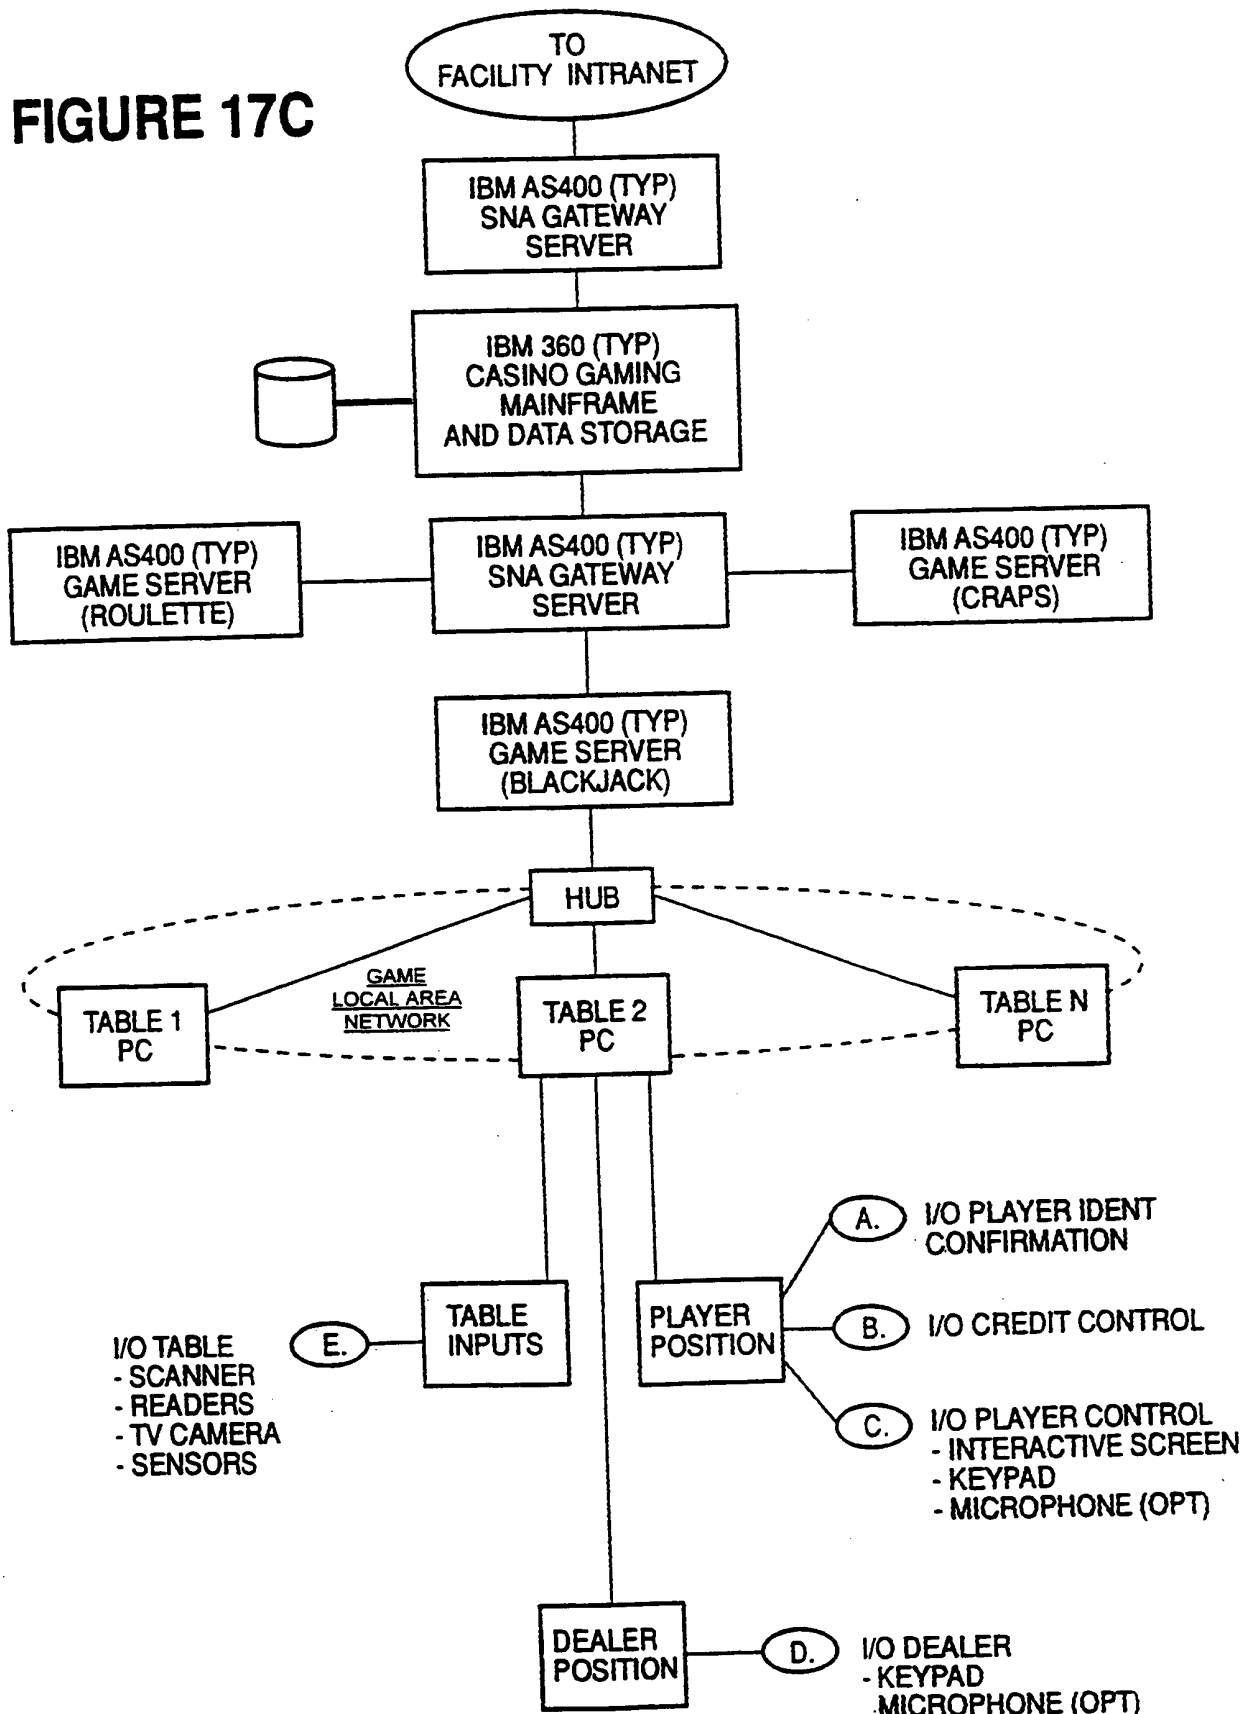 TO
FACILITY INTRANET
FIGURE 17C
IBM AS400 (TYP)
SNA GATEWAY
SERVER
IBM 360 (TYP)
CASINO GAMING
MAINFRAME
AND DATA STORAGE
IBM AS400 (TYP)
GAME SERVER
(ROULETTE)
IBM AS400 (TYP)
SNA GATEWAY
SERVER
IBM AS400 (TYP)
GAME SERVER
(CRAPS)
IBM AS400 (TYP)
GAME SERVER
(BLACKJACK)
HUB
GAME
LOCAL AREA
NETWORK
TABLE 1
PC
TABLE 2
PC
TABLE N
PC
A.
I/O PLAYER IDENT
CONFIRMATION
TABLE
INPUTS
PLAYER
POSITION
B.
I/O CREDIT CONTROL
E.
I/O TABLE
- SCANNER
- READERS
- TV CAMERA
- SENSORS
C.
I/O PLAYER CONTROL
- INTERACTIVE SCREEN
- KEYPAD
- MICROPHONE (OPT)
DEALER
POSITION
D.
I/O DEALER
- KEYPAD
MICROPHONE (OPT)